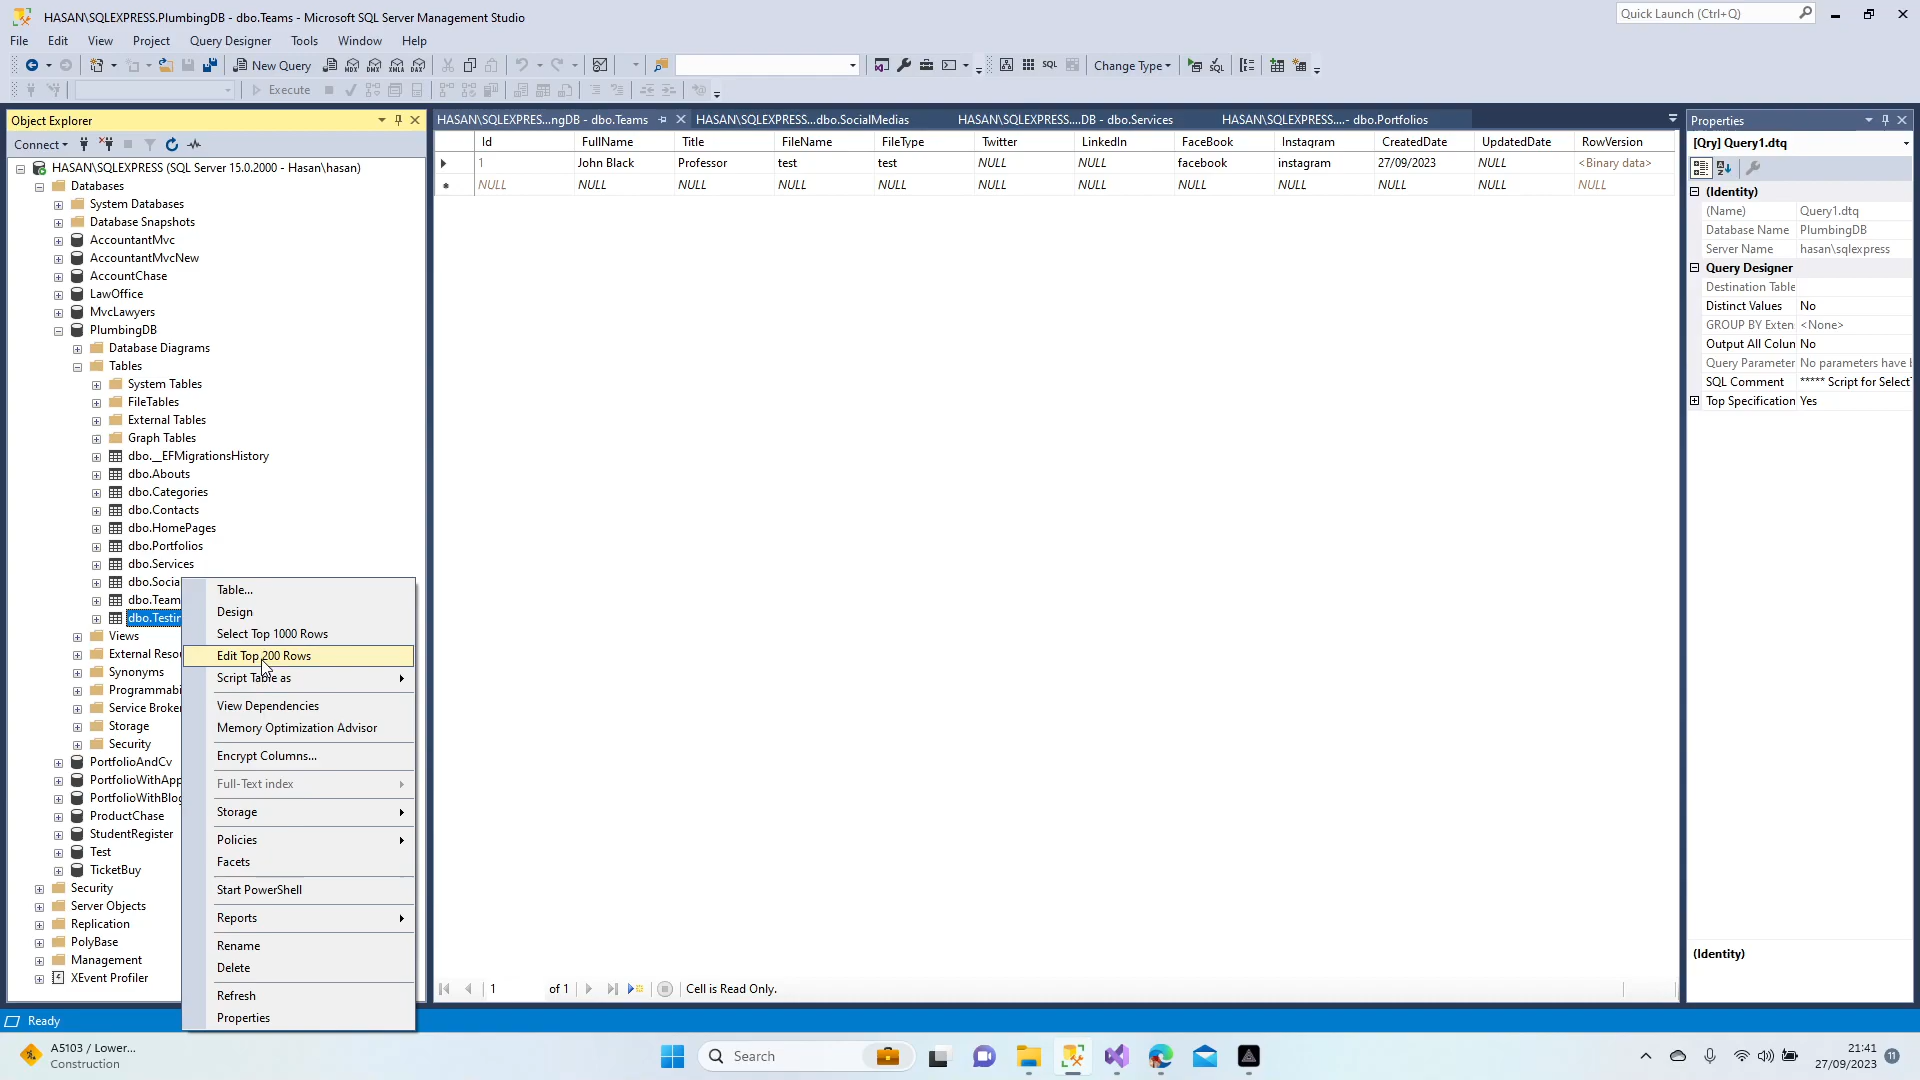 HASAN\SQLEXPRESS.PlumbingDB - dbo.Teams - Microsoft SQL Server Management Studio
Quick Launch (Ctrl+Q)
File Edit View Project Query Designer Tools Window Help
New Query
MDX DMX XMLA DAX
SQL
Change Type
Execute
Object Explorer
Connect
HASAN\SQLEXPRESS (SQL Server 15.0.2000 - Hasan\hasan)
Databases
System Databases
Database Snapshots
AccountantMvc
AccountantMvcNew
AccountChase
LawOffice
MvcLawyers
PlumbingDB
Database Diagrams
Tables
System Tables
FileTables
External Tables
Graph Tables
dbo.__EFMigrationsHistory
dbo.Abouts
dbo.Categories
dbo.Contacts
dbo.HomePages
dbo.Portfolios
dbo.Services
dbo.Socia
dbo.Team
dbo.Testin
Views
External Resou
Synonyms
Programmabi
Service Broker
Storage
Security
PortfolioAndCv
PortfolioWithApp
PortfolioWithBlog
ProductChase
StudentRegister
Test
TicketBuy
Security
Server Objects
Replication
PolyBase
Management
XEvent Profiler
Table...
Design
Select Top 1000 Rows
Edit Top 200 Rows
Script Table as
View Dependencies
Memory Optimization Advisor
Encrypt Columns...
Full-Text index
Storage
Policies
Facets
Start PowerShell
Reports
Rename
Delete
Refresh
Properties
HASAN\SQLEXPRES...ngDB - dbo.Teams HASAN\SQLEXPRESS...dbo.SocialMedias HASAN\SQLEXPRESS....DB - dbo.Services HASAN\SQLEXPRESS....- dbo.Portfolios
Id FullName Title FileName FileType Twitter LinkedIn FaceBook Instagram CreatedDate UpdatedDate RowVersion
1 John Black Professor test test NULL NULL facebook instagram 27/09/2023 NULL <Binary data>
NULL NULL NULL NULL NULL NULL NULL NULL NULL NULL NULL NULL
1 of 1 Cell is Read Only.
Properties
[Qry] Query1.dtq
(Identity)
(Name) Query1.dtq
Database Name PlumbingDB
Server Name hasan\sqlexpress
Query Designer
Destination Table
Distinct Values No
GROUP BY Exten <None>
Output All Colun No
Query Parameter No parameters have b
SQL Comment ***** Script for Select
Top Specification Yes
(Identity)
Ready
A5103 / Lower...
Construction
Search
21:41
27/09/2023
11